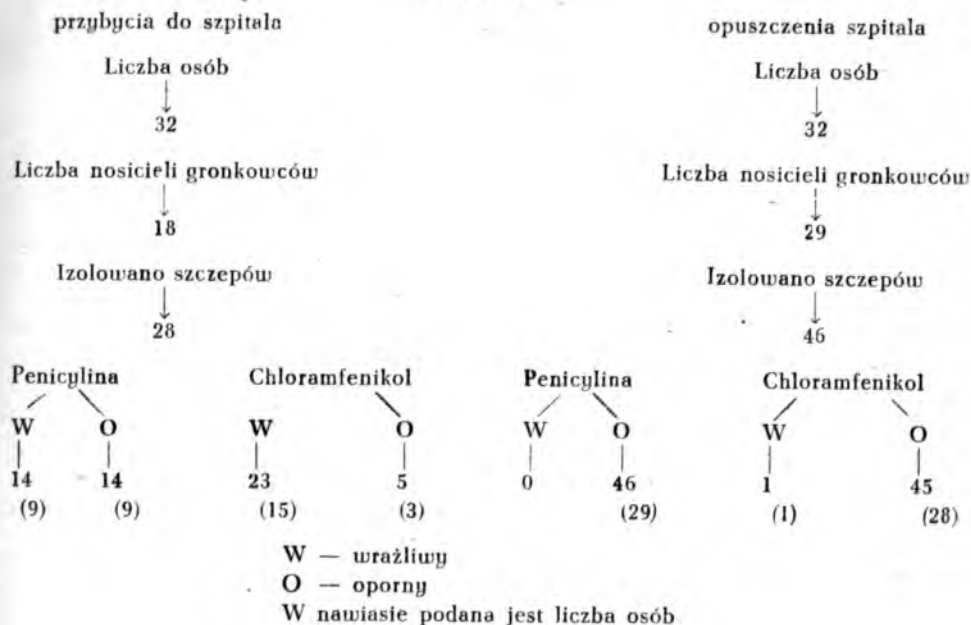 przybycia do szpitala
Liczba osób
32
Liczba nosicieli gronkowców
18
Izolowano szczepów
28
opuszczenia szpitala
Liczba osób
32
Liczba nosicieli gronkowców
29
Izolowano szczepów
46
Penicylina Chloramfenikol Penicylina Chloramfenikol
W O W O W O W O
14 14 23 5 0 46 1 45
(9) (9) (15) (3) (29) (1) (28)
W — wrażliwy
O — oporny
W nawiasie podana jest liczba osób